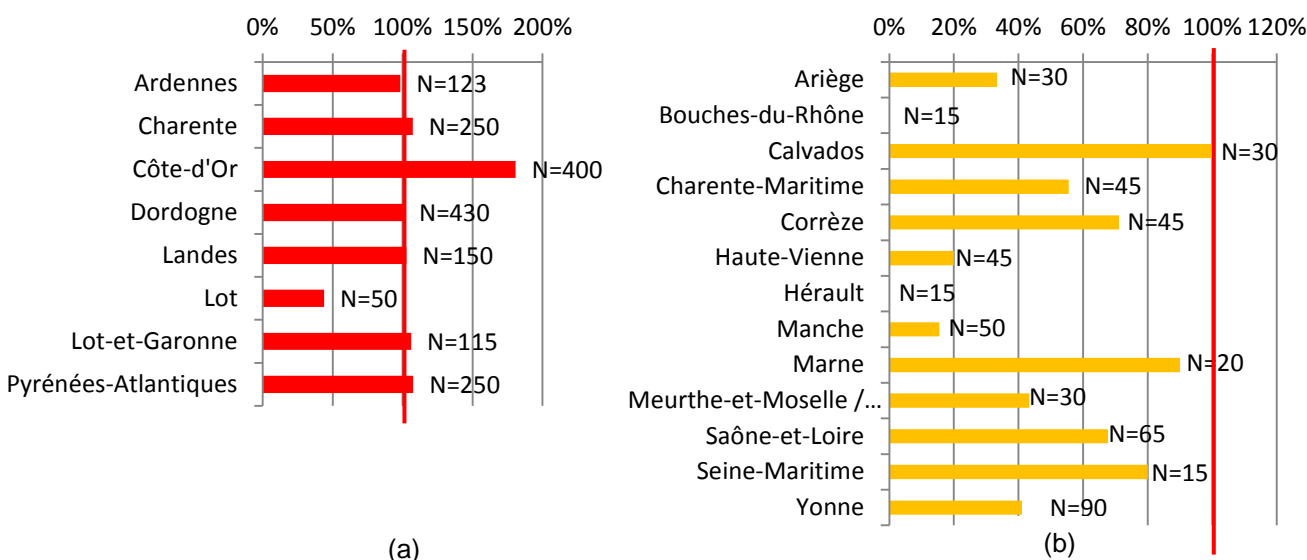 0% 50% 100% 150% 200%
Ardennes N=123
Charente N=250
Côte-d'Or N=400
Dordogne N=430
Landes N=150
Lot N=50
Lot-et-Garonne N=115
Pyrénées-Atlantiques N=250
(a)
0% 20% 40% 60% 80% 100% 120%
Ariège N=30
Bouches-du-Rhône N=15
Calvados N=30
Charente-Maritime N=45
Corrèze N=45
Haute-Vienne N=45
Hérault N=15
Manche N=50
Marne N=20
Meurthe-et-Moselle /... N=30
Saône-et-Loire N=65
Seine-Maritime N=15
Yonne N=90
(b)